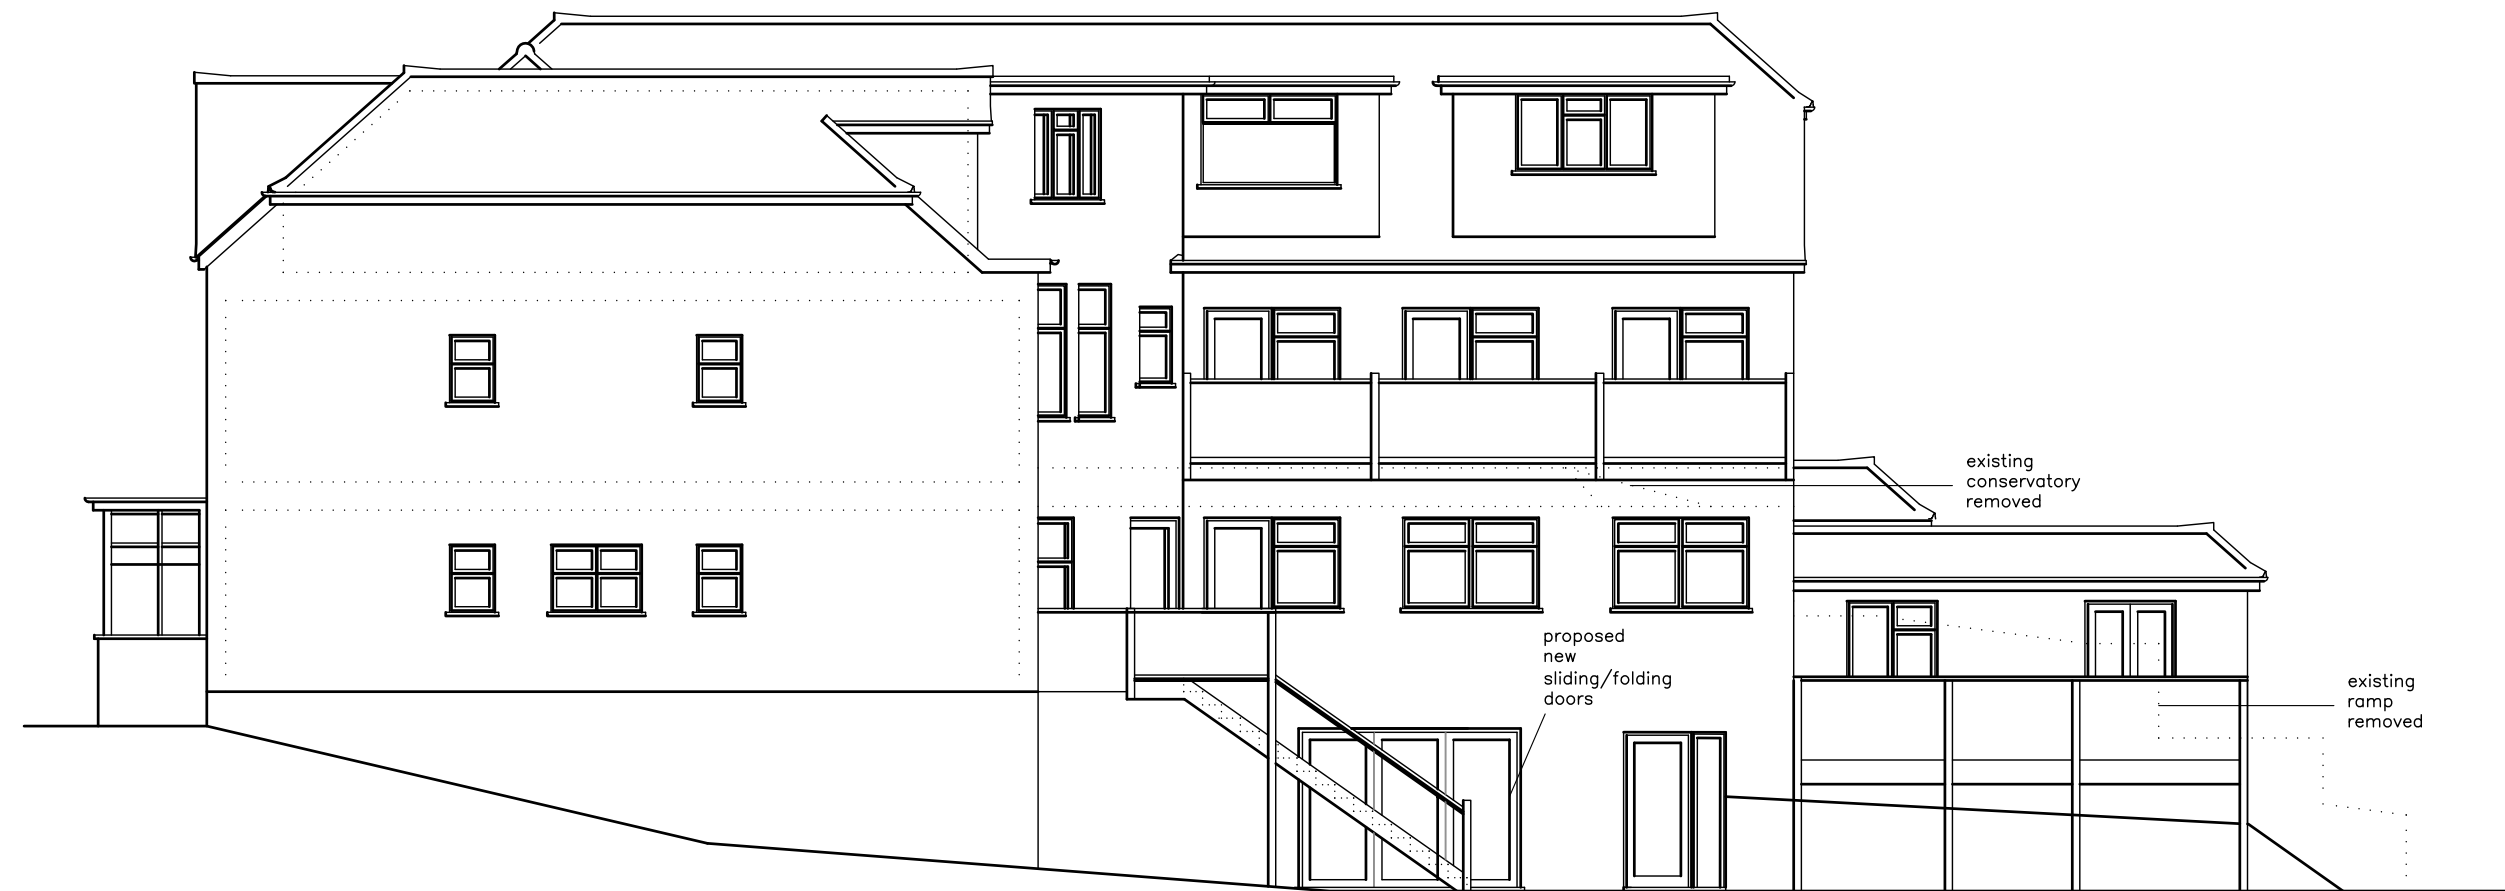 existing
conservatory
removed
proposed
new
sliding/folding
doors
existing
ramp
removed